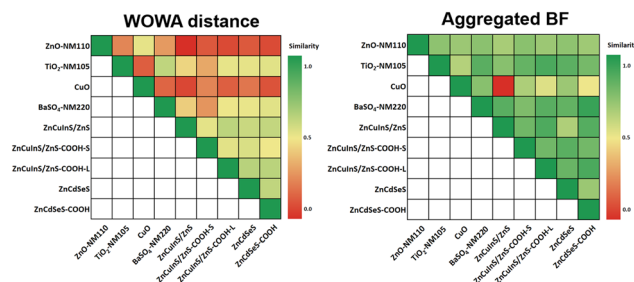 WOWA distance
ZnO-NM110
TiO₂-NM105
CuO
BaSO₄-NM220
ZnCuInS/ZnS
ZnCuInS/ZnS-COOH-S
ZnCuInS/ZnS-COOH-L
ZnCdSeS
ZnCdSeS-COOH
ZnO-NM110
TiO₂-NM105
CuO
BaSO₄-NM220
ZnCuInS/ZnS
ZnCuInS/ZnS-COOH-S
ZnCuInS/ZnS-COOH-L
ZnCdSeS
ZnCdSeS-COOH
Similarity
1.0
0.5
0.0
Aggregated BF
ZnO-NM110
TiO₂-NM105
CuO
BaSO₄-NM220
ZnCuInS/ZnS
ZnCuInS/ZnS-COOH-S
ZnCuInS/ZnS-COOH-L
ZnCdSeS
ZnCdSeS-COOH
ZnO-NM110
TiO₂-NM105
CuO
BaSO₄-NM220
ZnCuInS/ZnS
ZnCuInS/ZnS-COOH-S
ZnCuInS/ZnS-COOH-L
ZnCdSeS
ZnCdSeS-COOH
Similarity
1.0
0.5
0.0